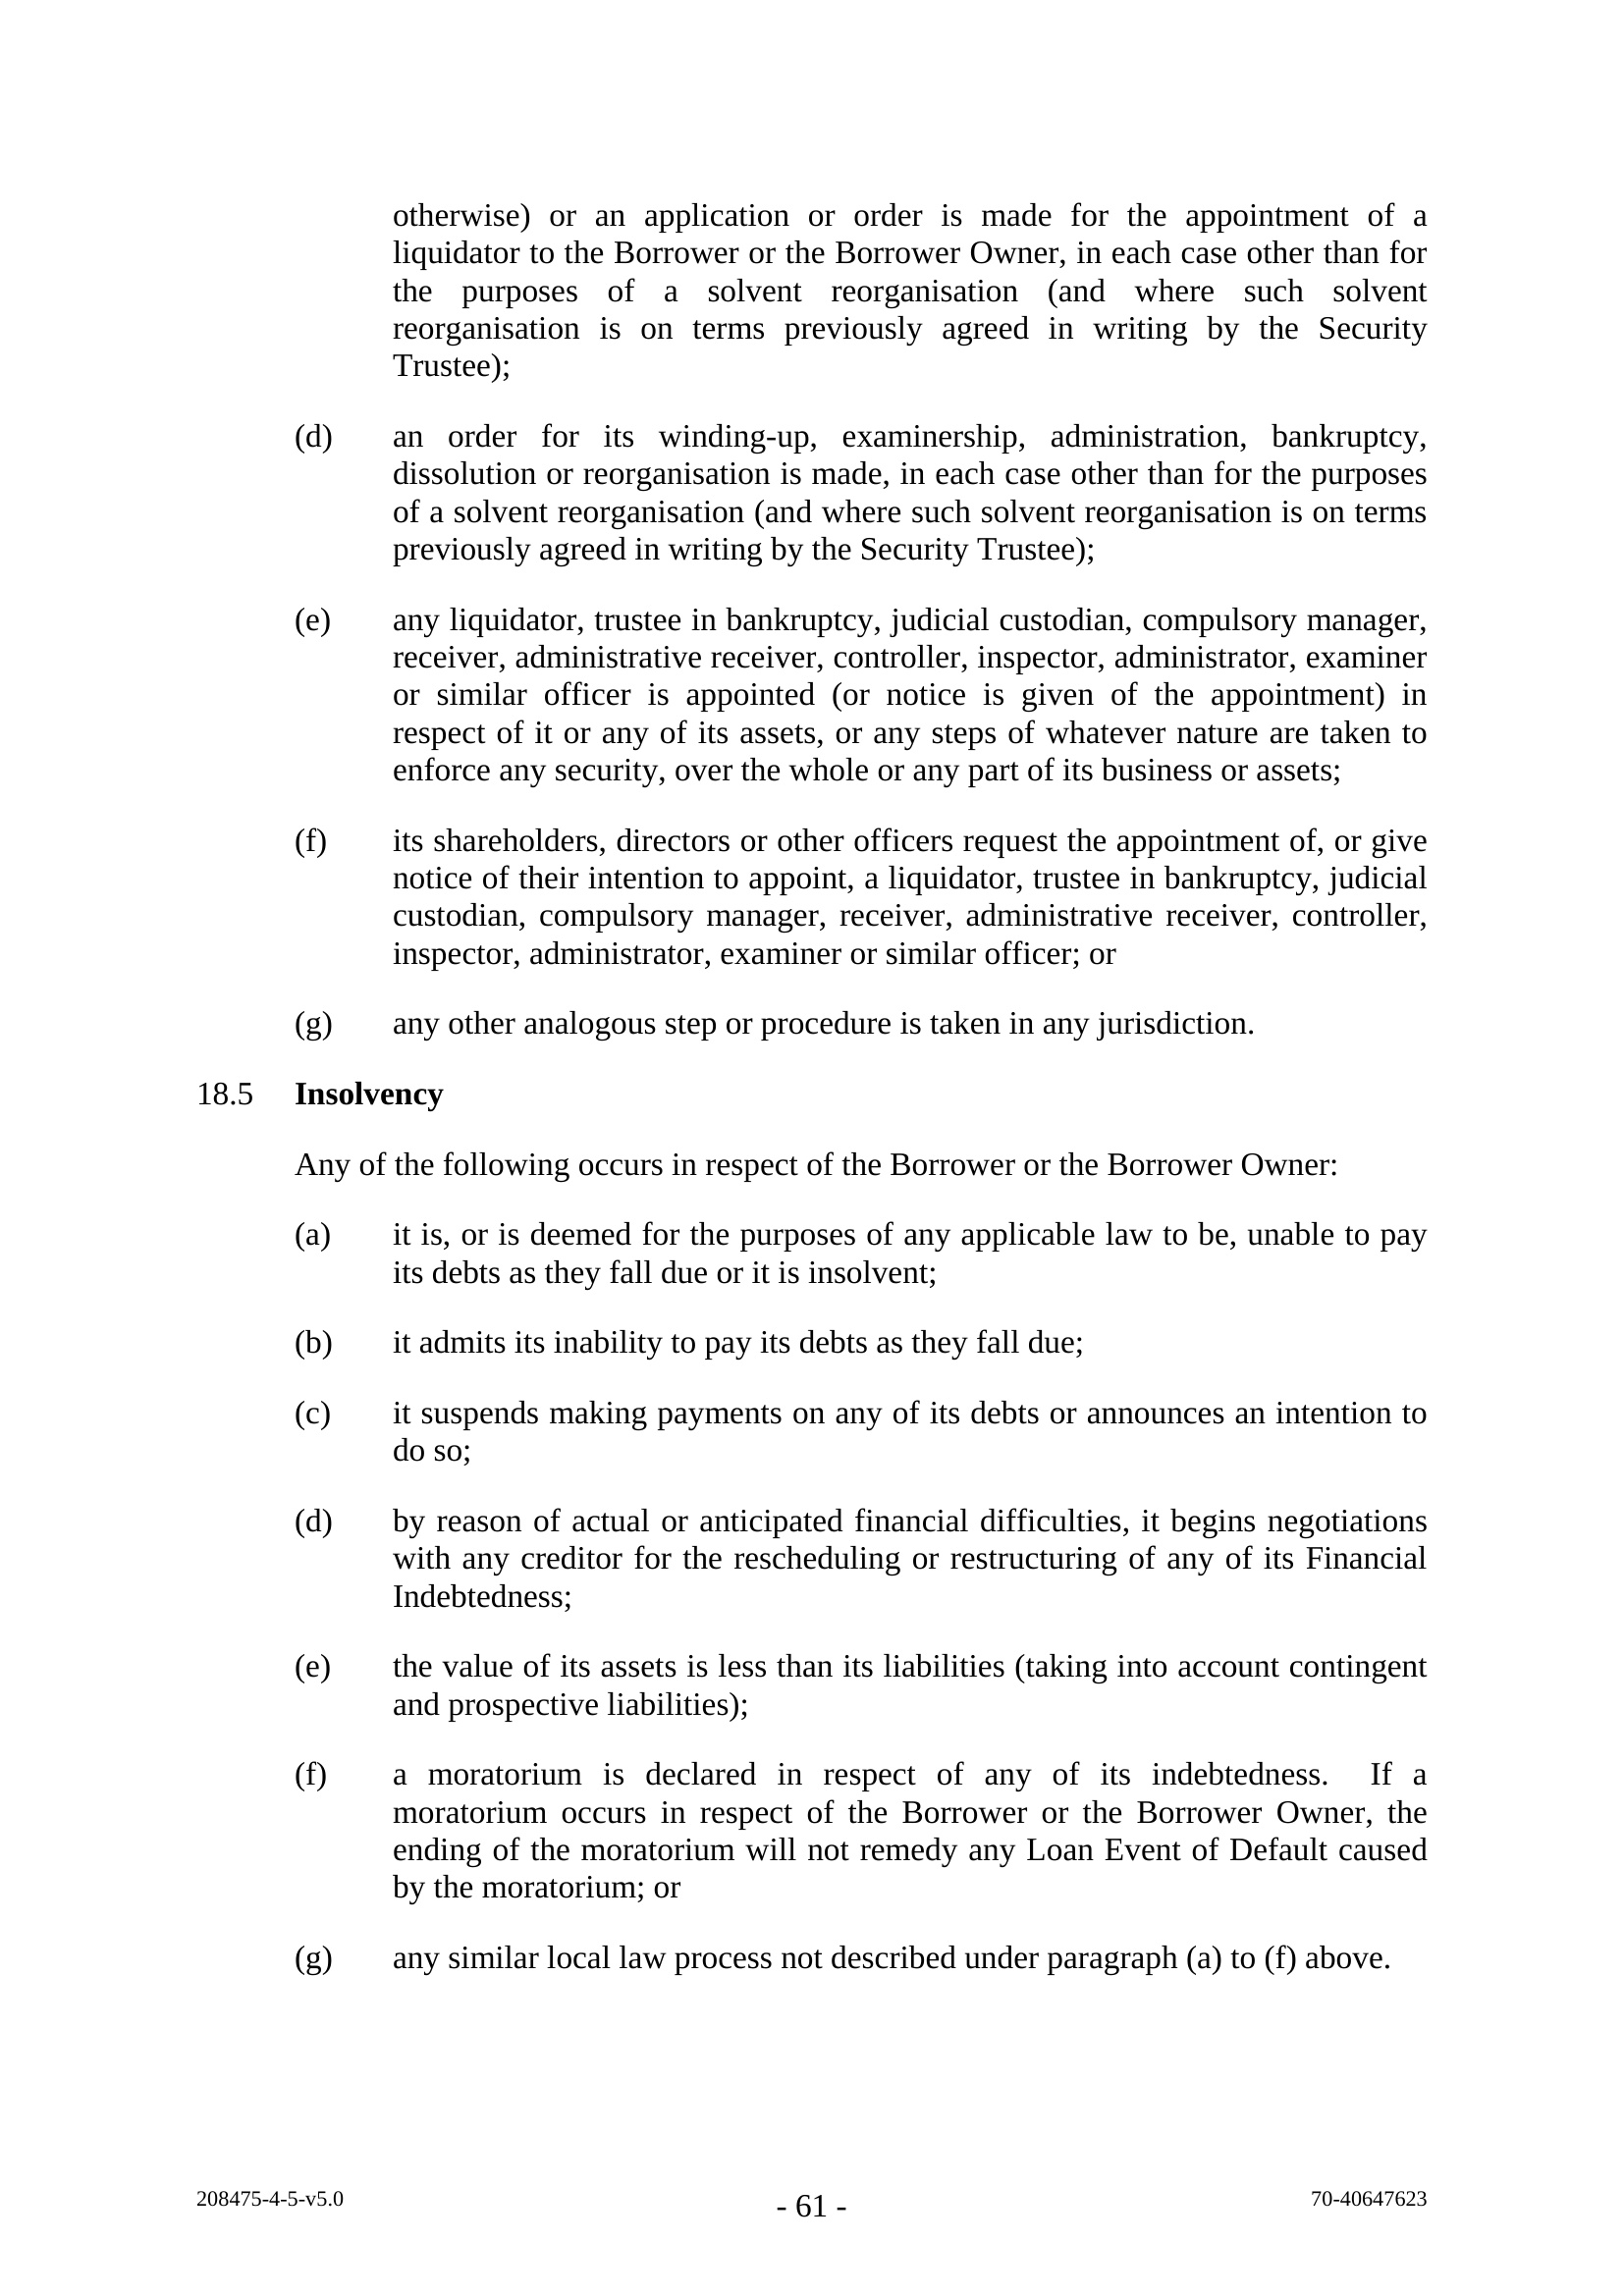 otherwise) or an application or order is made for the appointment of a
liquidator to the Borrower or the Borrower Owner, in each case other than for
the purposes of a solvent reorganisation (and where such solvent
reorganisation is on terms previously agreed in writing by the Security
Trustee);
(d) an order for its winding-up, examinership, administration, bankruptcy,
dissolution or reorganisation is made, in each case other than for the purposes
of a solvent reorganisation (and where such solvent reorganisation is on terms
previously agreed in writing by the Security Trustee);
(e) any liquidator, trustee in bankruptcy, judicial custodian, compulsory manager,
receiver, administrative receiver, controller, inspector, administrator, examiner
or similar officer is appointed (or notice is given of the appointment) in
respect of it or any of its assets, or any steps of whatever nature are taken to
enforce any security, over the whole or any part of its business or assets;
(f) its shareholders, directors or other officers request the appointment of, or give
notice of their intention to appoint, a liquidator, trustee in bankruptcy, judicial
custodian, compulsory manager, receiver, administrative receiver, controller,
inspector, administrator, examiner or similar officer; or
(g) any other analogous step or procedure is taken in any jurisdiction.
18.5 Insolvency
Any of the following occurs in respect of the Borrower or the Borrower Owner:
(a) it is, or is deemed for the purposes of any applicable law to be, unable to pay
its debts as they fall due or it is insolvent;
(b) it admits its inability to pay its debts as they fall due;
(c) it suspends making payments on any of its debts or announces an intention to
do so;
(d) by reason of actual or anticipated financial difficulties, it begins negotiations
with any creditor for the rescheduling or restructuring of any of its Financial
Indebtedness;
(e) the value of its assets is less than its liabilities (taking into account contingent
and prospective liabilities);
(f) a moratorium is declared in respect of any of its indebtedness. If a
moratorium occurs in respect of the Borrower or the Borrower Owner, the
ending of the moratorium will not remedy any Loan Event of Default caused
by the moratorium; or
(g) any similar local law process not described under paragraph (a) to (f) above.
208475-4-5-v5.0 - 61 - 70-40647623